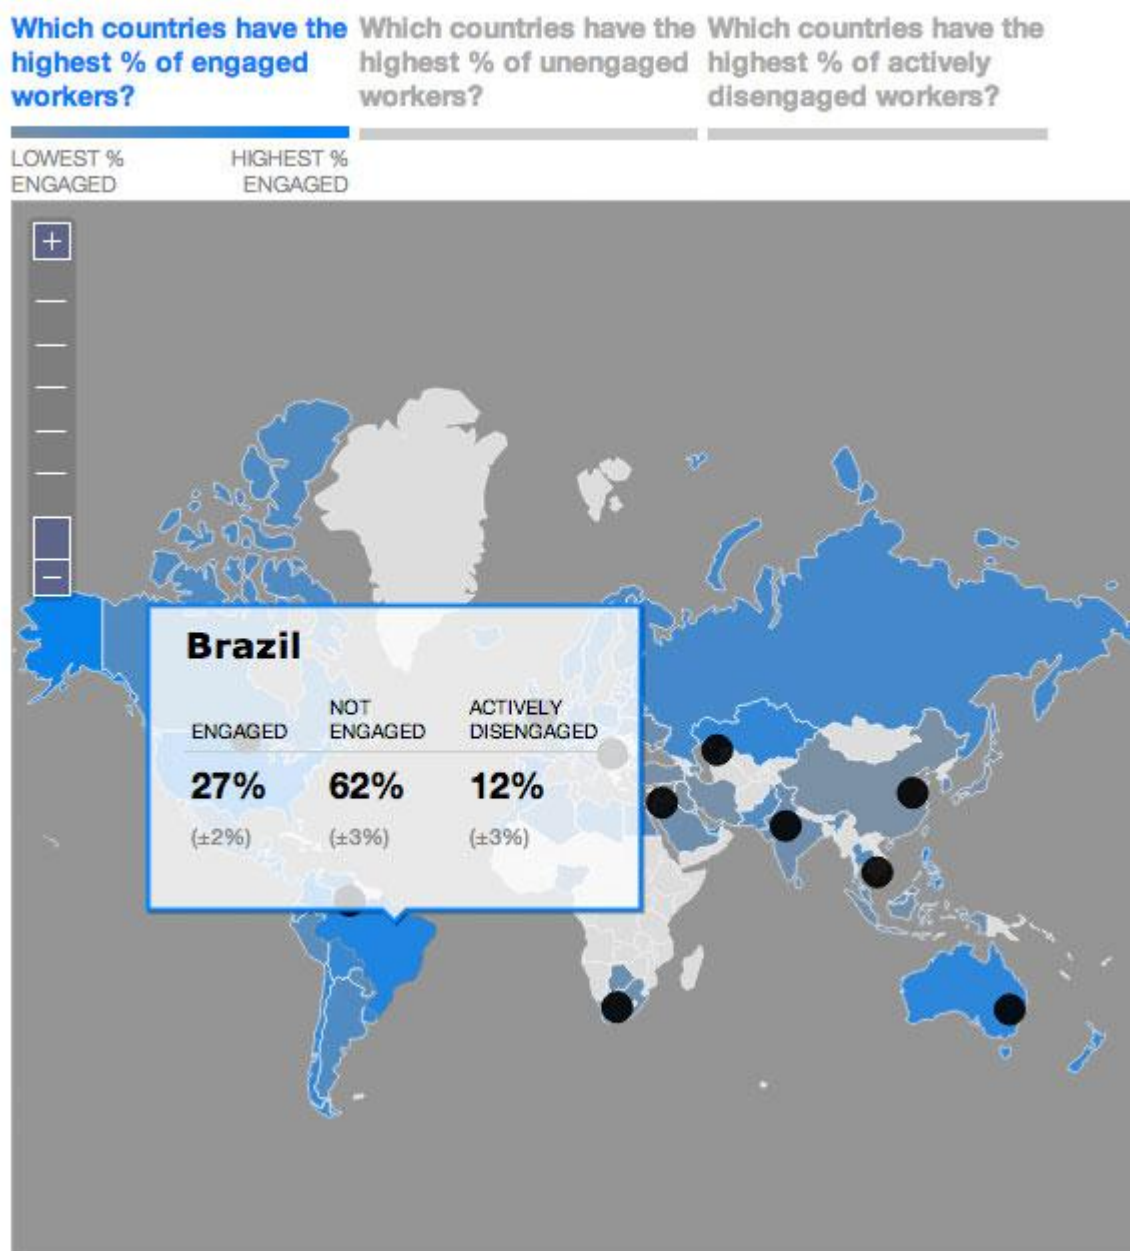 Which countries have the
highest % of engaged
workers?
Which countries have the
highest % of unengaged
workers?
Which countries have the
highest % of actively
disengaged workers?
LOWEST %
ENGAGED
HIGHEST %
ENGAGED
+
−
Brazil
ENGAGED
NOT
ENGAGED
ACTIVELY
DISENGAGED
27%
62%
12%
(±2%)
(±3%)
(±3%)